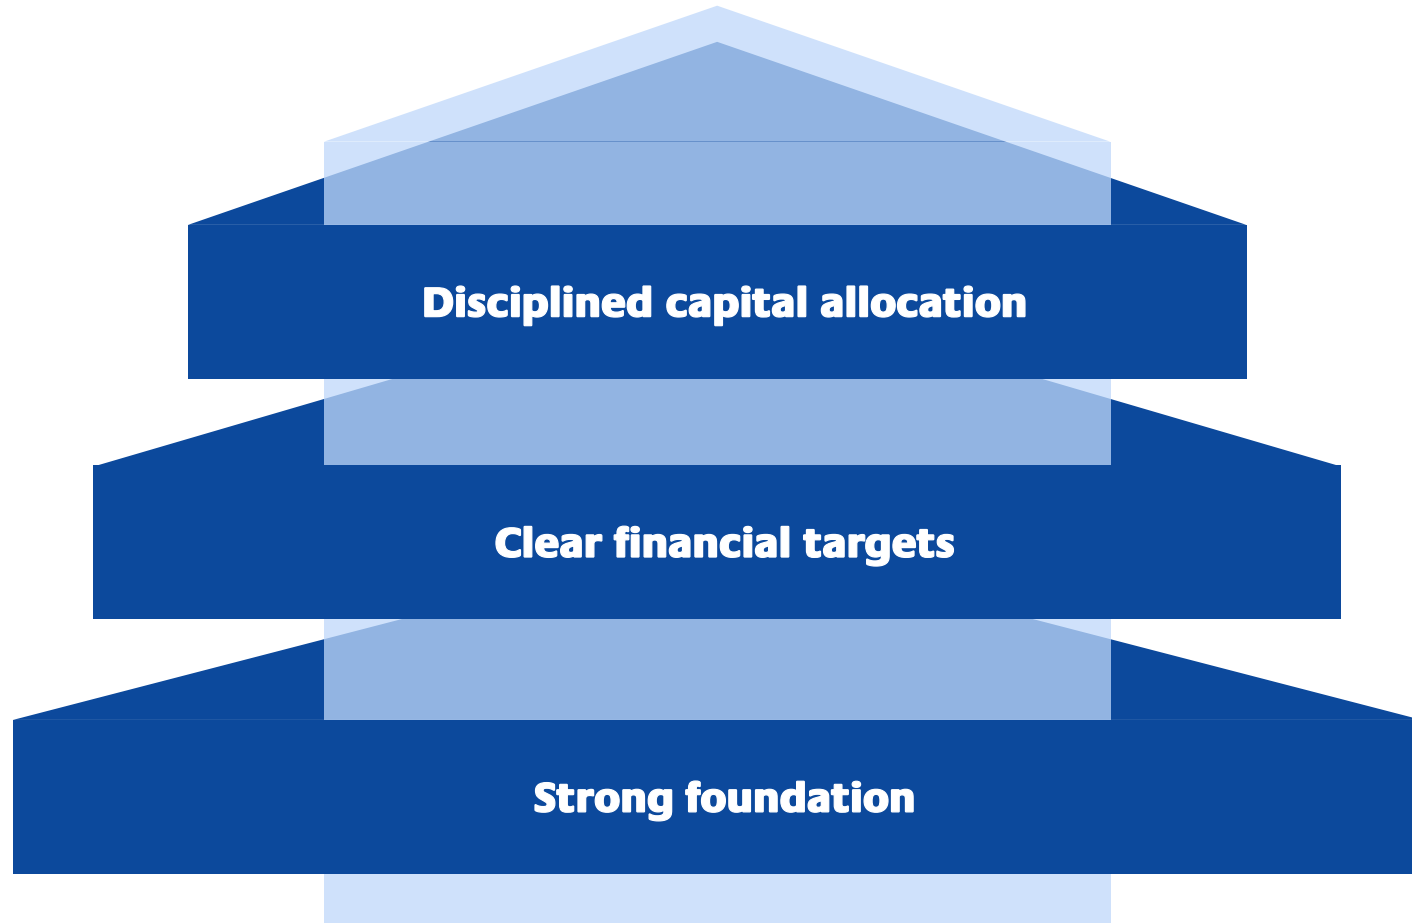 Disciplined capital allocation
Clear financial targets
Strong foundation